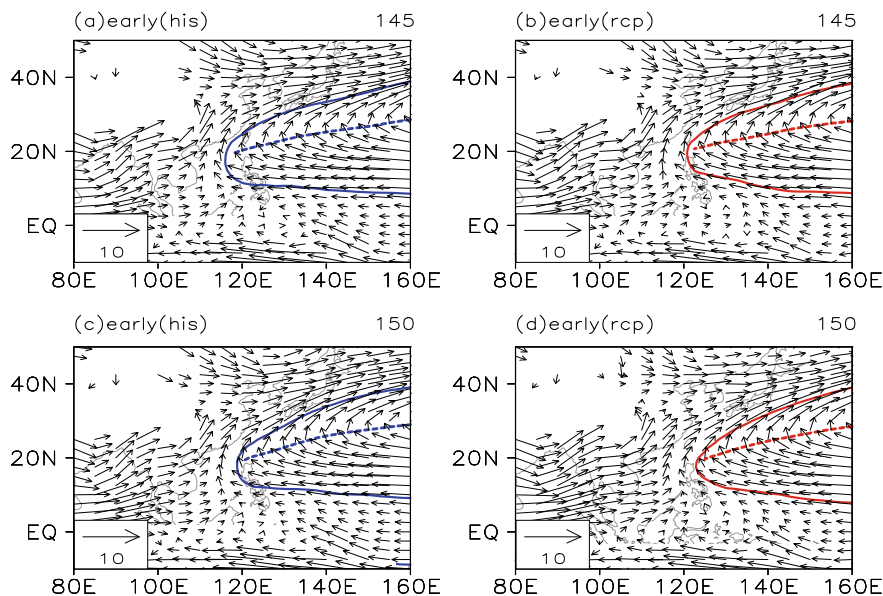 (a)early(his) 145
(b)early(rcp) 145
40N
20N
EQ
10
80E 100E 120E 140E 160E
40N
20N
EQ
10
80E 100E 120E 140E 160E
(c)early(his) 150
(d)early(rcp) 150
40N
20N
EQ
10
80E 100E 120E 140E 160E
40N
20N
EQ
10
80E 100E 120E 140E 160E